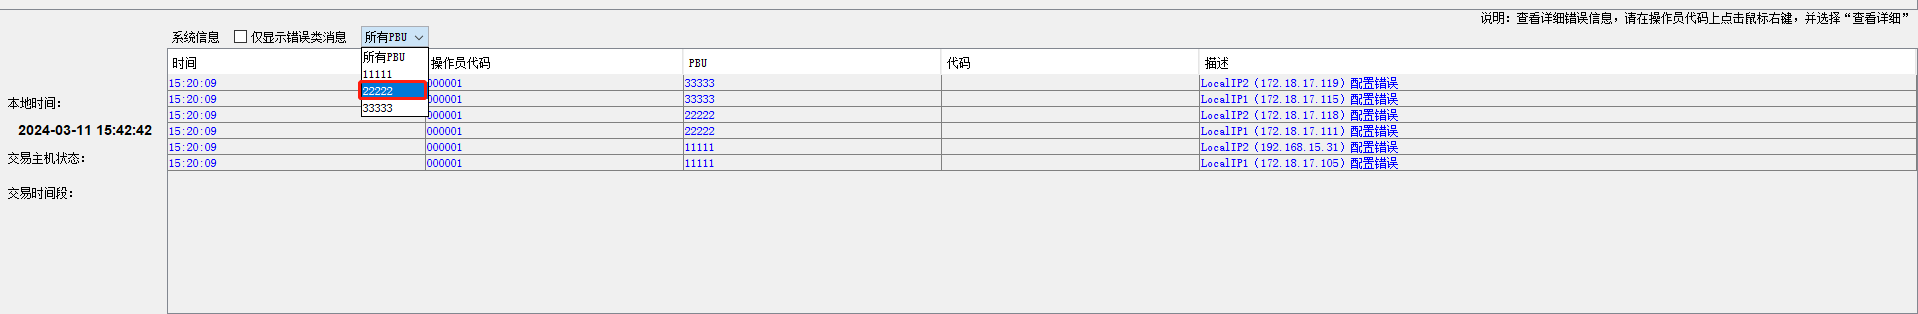 说明：查看详细错误信息，请在操作员代码上点击鼠标右键，并选择“查看详细”
系统信息 仅显示错误类消息 所有PBU
所有PBU
11111
22222
33333
时间 操作员代码 PBU 代码 描述
15:20:09 000001 33333 LocalIP2（172.18.17.119）配置错误
15:20:09 000001 33333 LocalIP1（172.18.17.115）配置错误
15:20:09 000001 22222 LocalIP2（172.18.17.118）配置错误
15:20:09 000001 22222 LocalIP1（172.18.17.111）配置错误
15:20:09 000001 11111 LocalIP2（192.168.15.31）配置错误
15:20:09 000001 11111 LocalIP1（172.18.17.105）配置错误
本地时间：
2024-03-11 15:42:42
交易主机状态：
交易时间段：